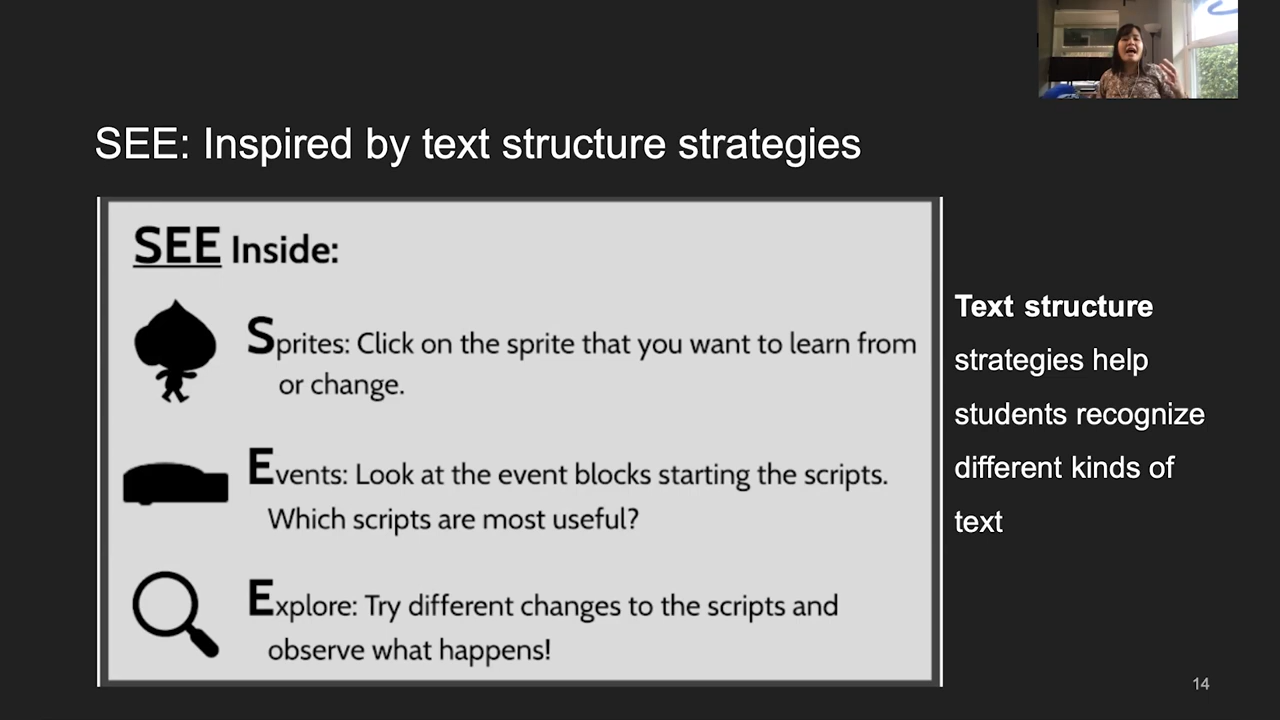 SEE: Inspired by text structure strategies
SEE Inside:
Sprites: Click on the sprite that you want to learn from
or change.
Events: Look at the event blocks starting the scripts.
Which scripts are most useful?
Explore: Try different changes to the scripts and
observe what happens!
Text structure
strategies help
students recognize
different kinds of
text
14